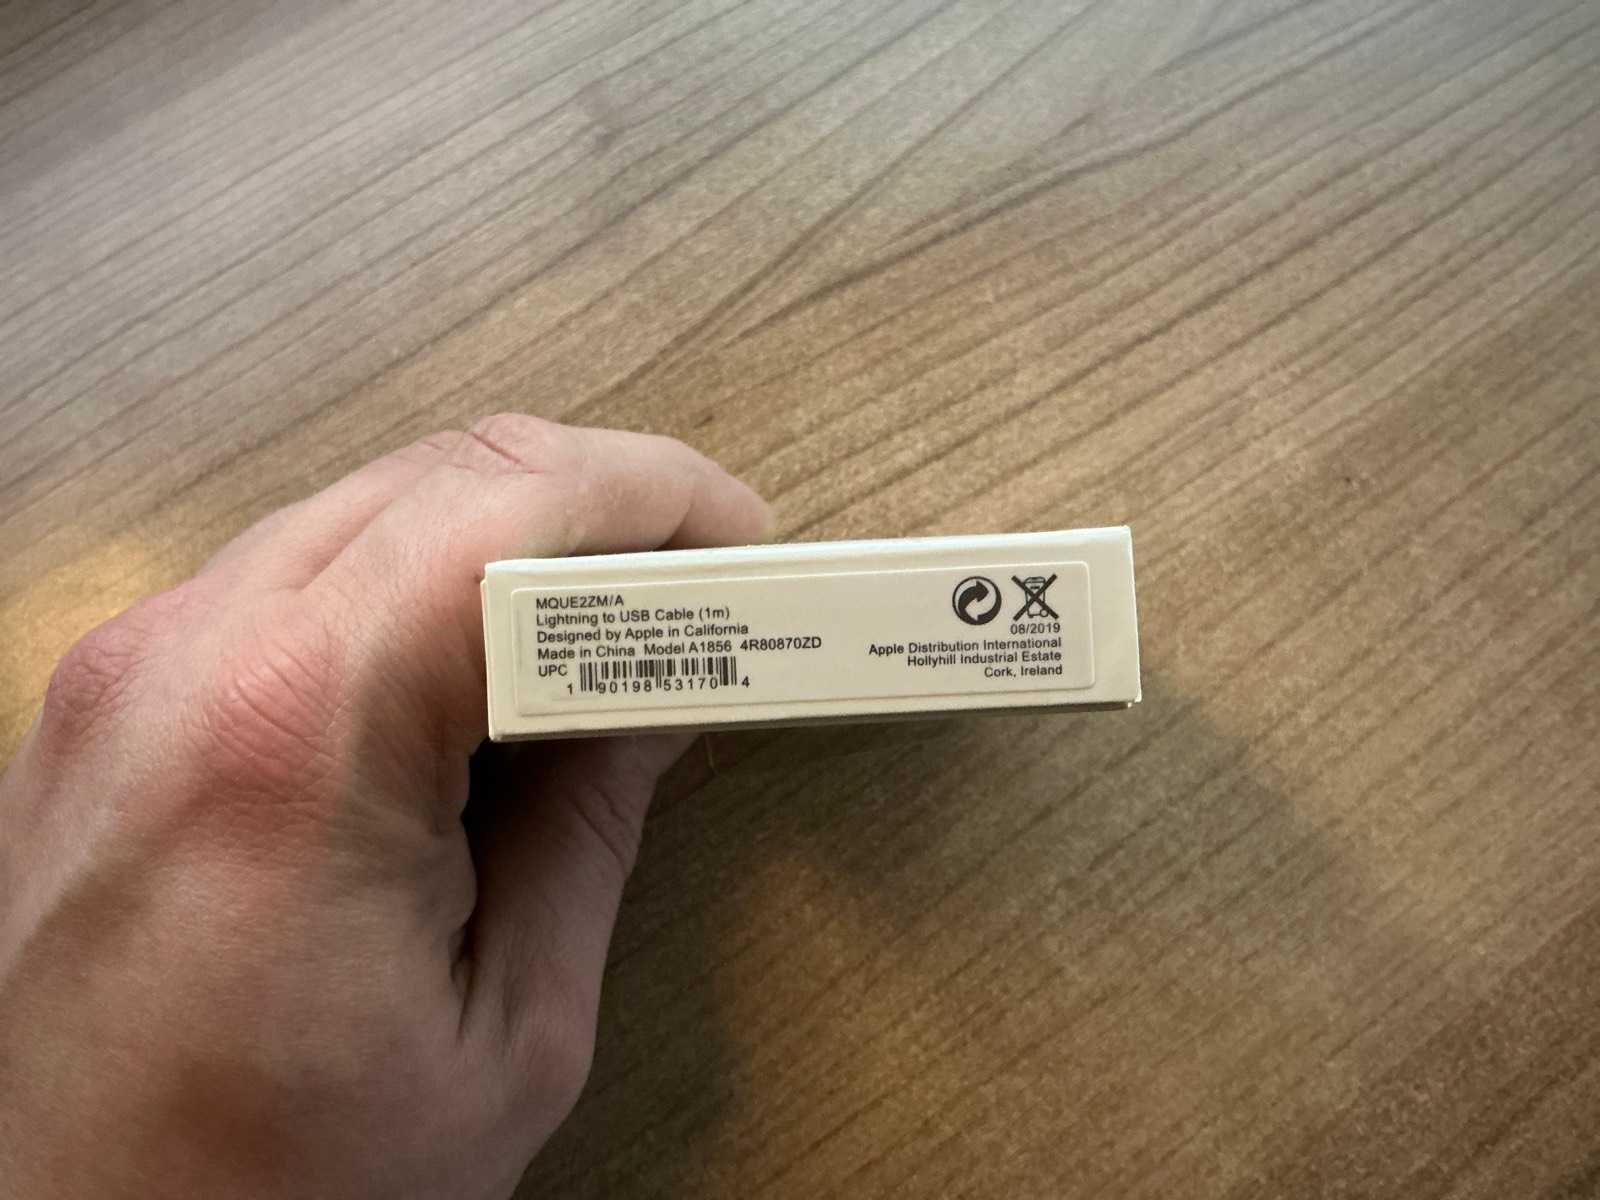 MQUE2ZM/A
Lightning to USB Cable (1m)
Designed by Apple in California
Made in China Model A1856 4R80870ZD
UPC
1 90198 53170 4
08/2019
Apple Distribution International
Hollyhill Industrial Estate
Cork, Ireland